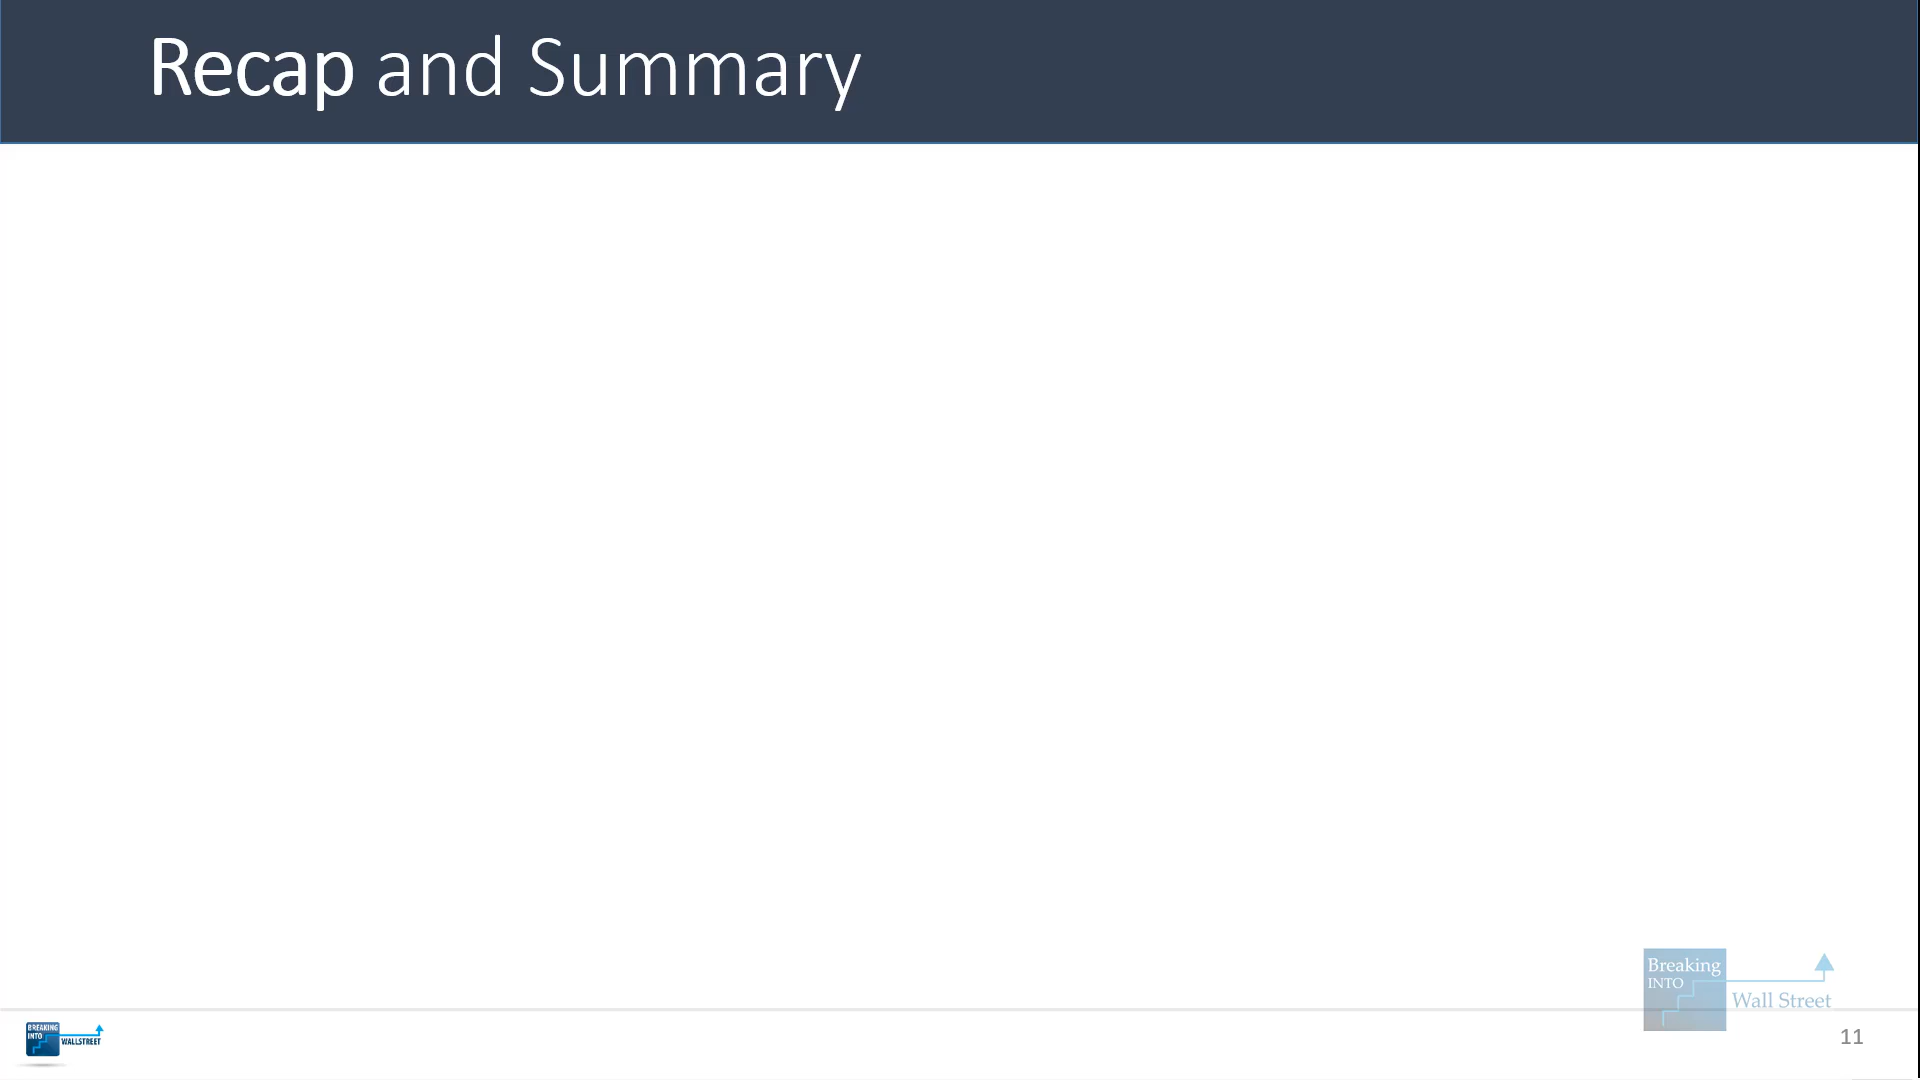 Recap and Summary
Breaking
INTO
Wall Street
BREAKING
INTO
WALLSTREET
11